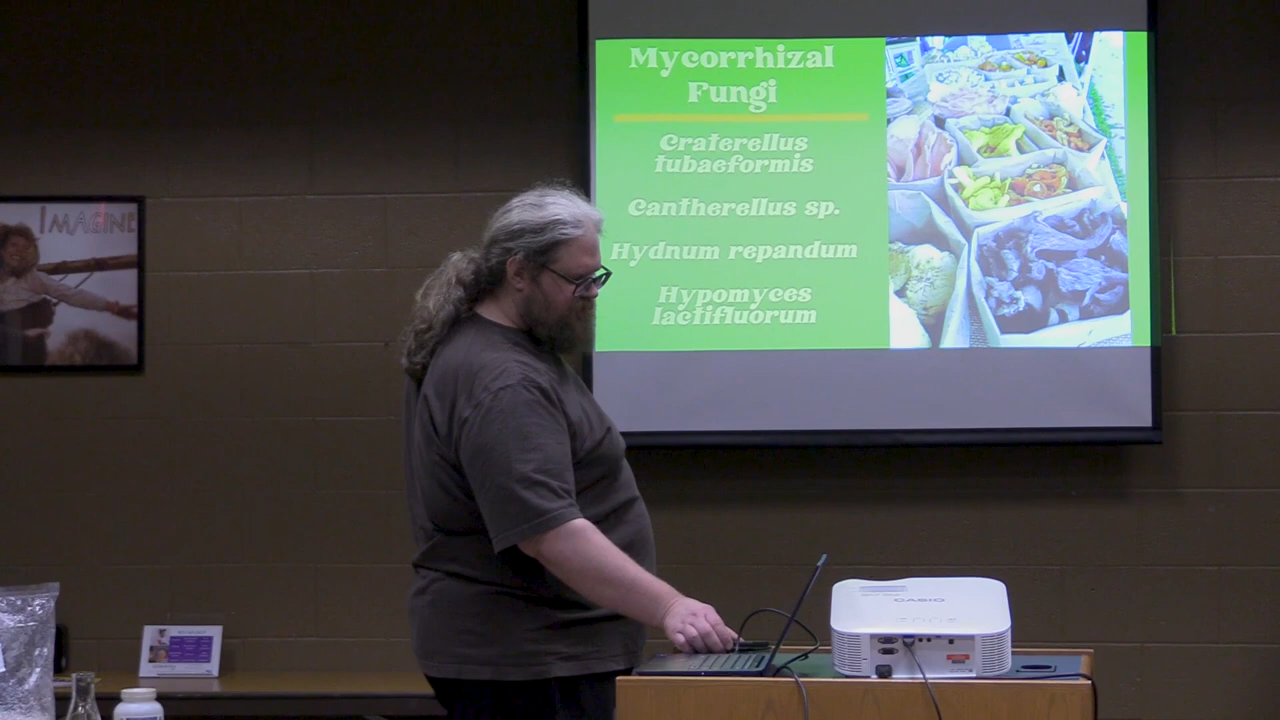 Mycorrhizal
Fungi
Craterellus
tubaeformis
Cantherellus sp.
Hydnum repandum
Hypomyces
lactifluorum
IMAGINE
CASIO